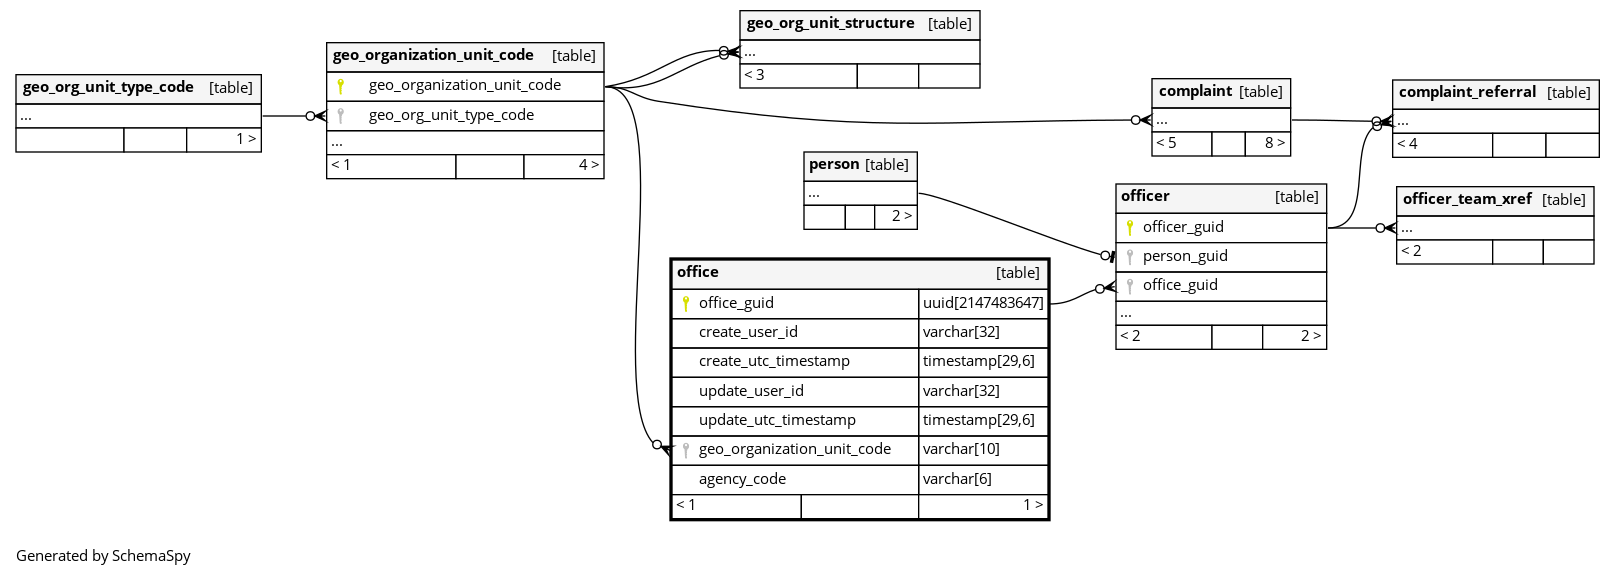 geo_org_unit_type_code [table]
...
1 >
geo_organization_unit_code [table]
geo_organization_unit_code
geo_org_unit_type_code
...
< 1 4 >
geo_org_unit_structure [table]
...
< 3
complaint [table]
...
< 5 8 >
complaint_referral [table]
...
< 4
person [table]
...
2 >
officer [table]
officer_guid
person_guid
office_guid
...
< 2 2 >
officer_team_xref [table]
...
< 2
office [table]
office_guid uuid[2147483647]
create_user_id varchar[32]
create_utc_timestamp timestamp[29,6]
update_user_id varchar[32]
update_utc_timestamp timestamp[29,6]
geo_organization_unit_code varchar[10]
agency_code varchar[6]
< 1 1 >
Generated by SchemaSpy